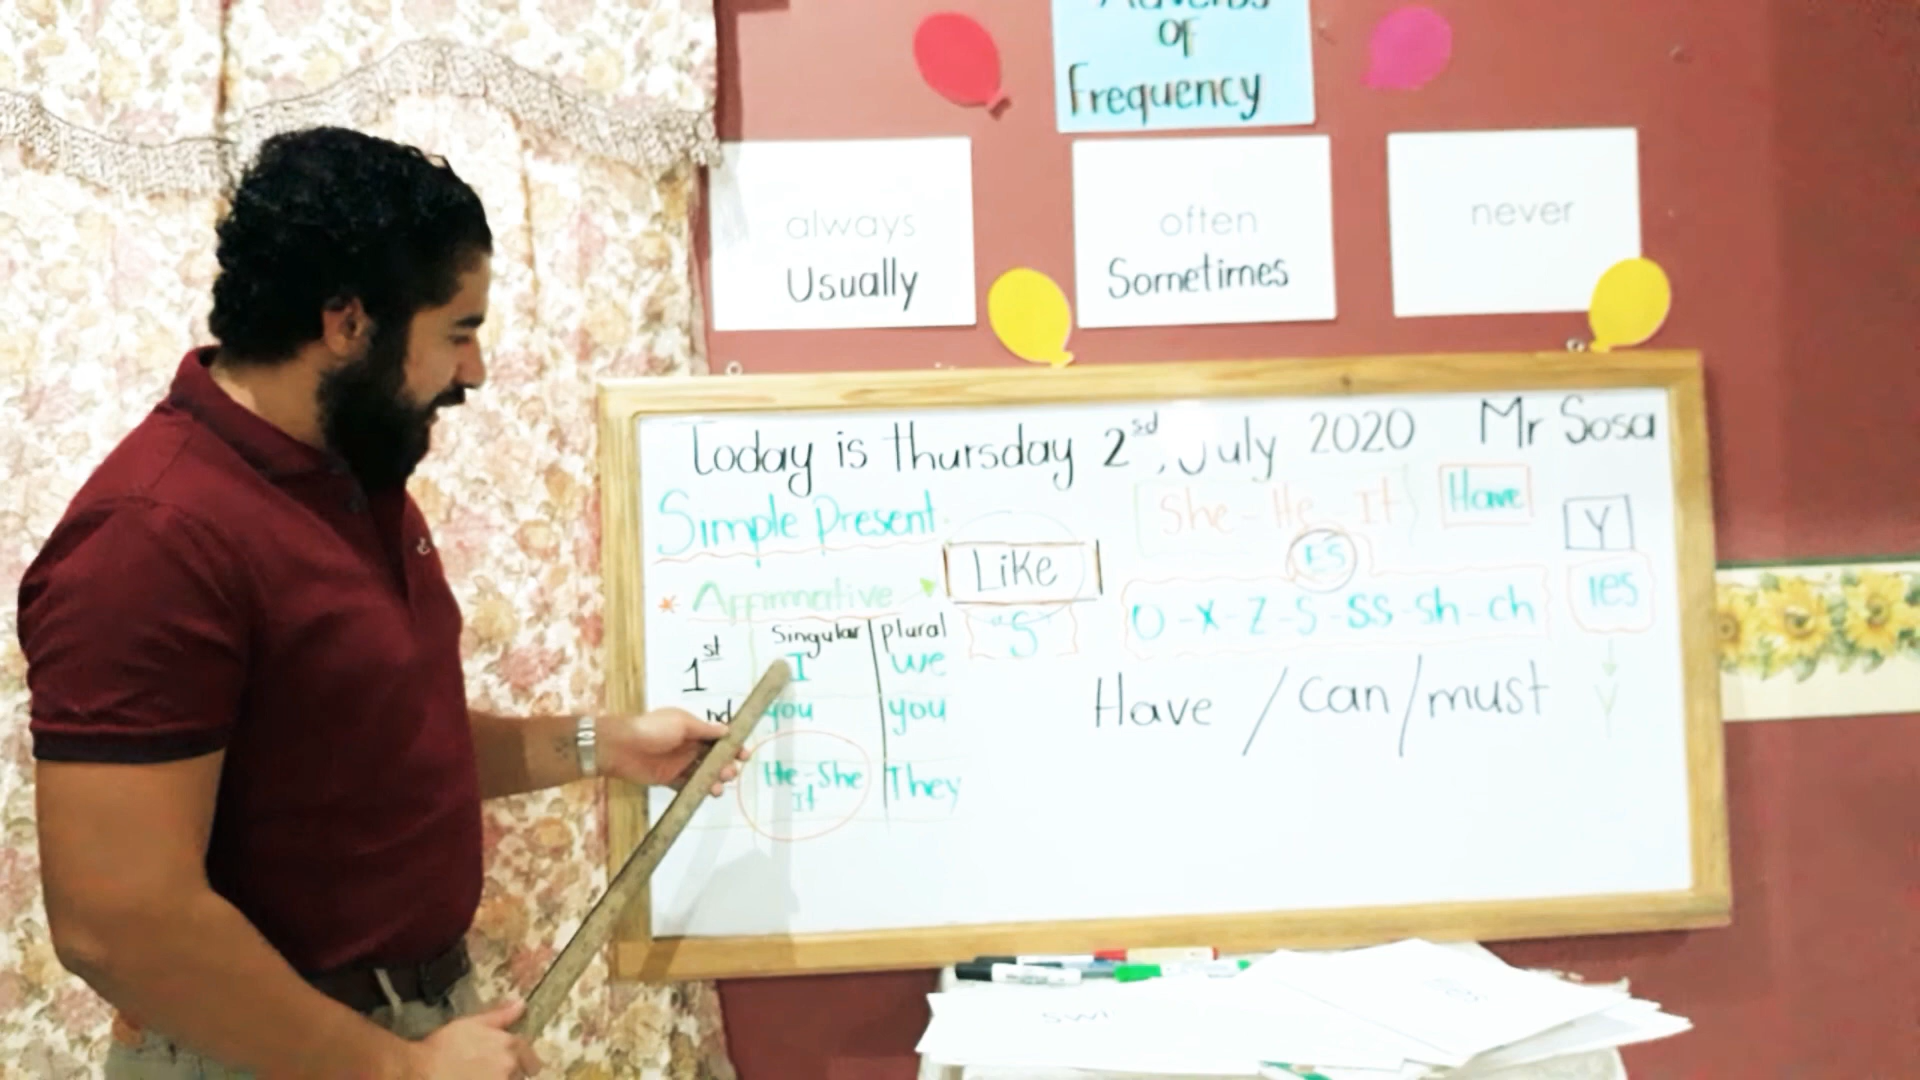 Adverbs
of
Frequency
always
Usually
often
Sometimes
never
Today is thursday 2sd, July 2020 Mr Sosa
Simple Present
She - He - It
Have
Y
ES
Like
ies
* Affirmative
"S"
O - X - Z - S - SS - sh - ch
Y
Singular plural
1st I we
nd you you
He - She They
It
Have / can / must